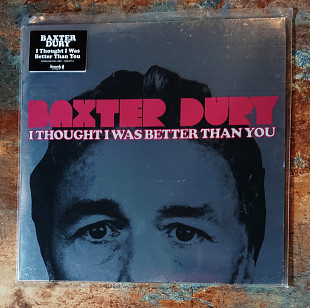 BAXTER
DURY
I Thought I Was
Better Than You
BAXTER DURY
I THOUGHT I WAS BETTER THAN YOU